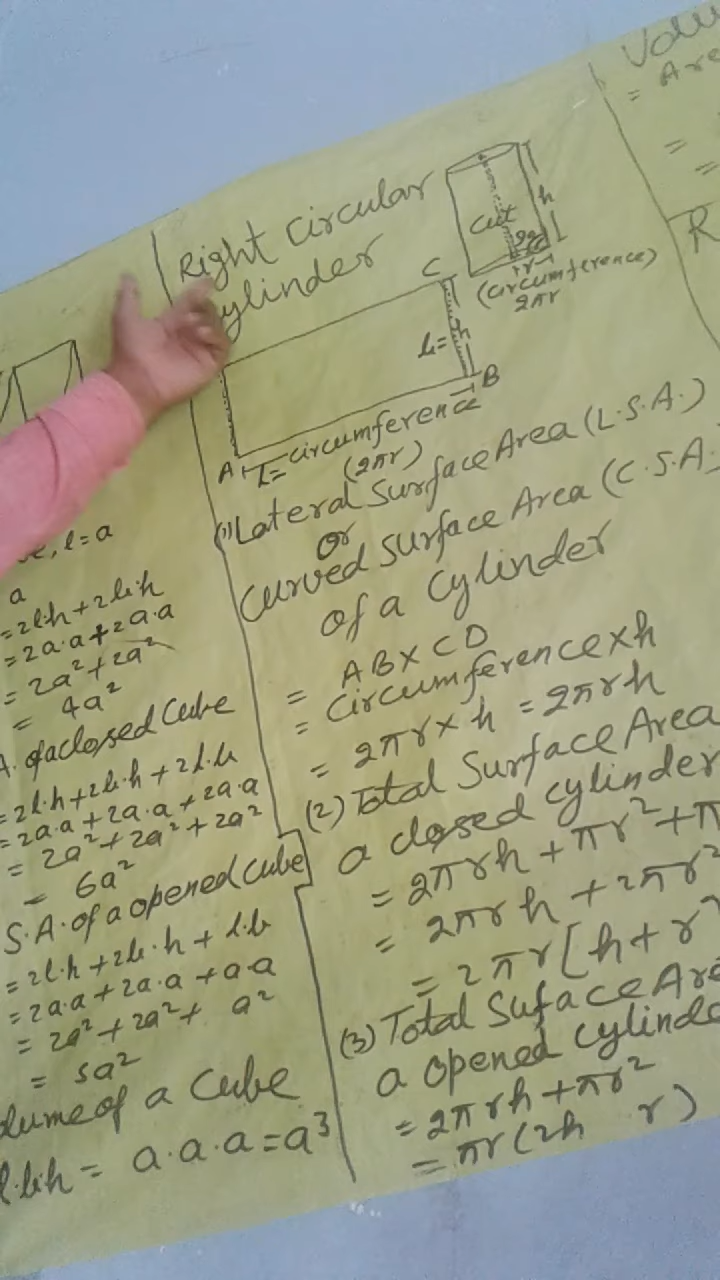 a
=2l.h+2b.h
=2a.a+2a.a
= 2a²+2a²
= 4a²
A. of a closed Cube
=2l.h+2b.h+2l.b
=2a.a+2a.a+2a.a
= 2a²+2a²+2a²
= 6a²
S.A. of a opened Cube
=2l.h+2b.h+l.b
=2a.a+2a.a+a.a
= 2a²+2a²+ a²
= 5a²
lume of a Cube
l.b.h = a.a.a=a³
Right Circular
cylinder
Cut
h
r
(circumference)
2πr
C
b=h
B
A
L= circumference
(2πr)
(1) Lateral Surface Area (L.S.A.)
or
Curved Surface Area (C.S.A.
of a Cylinder
= AB×CD
= Circumference×h
= 2πr×h = 2πrh
(2) Total Surface Area
a closed cylinder
= 2πrh+πr²+π
= 2πrh+2πr²
= 2πr[h+r
(3) Total Suface Are
a opened cylinde
= 2πrh+πr²
= πr(2h r)
Volu
= Are
=
=
R